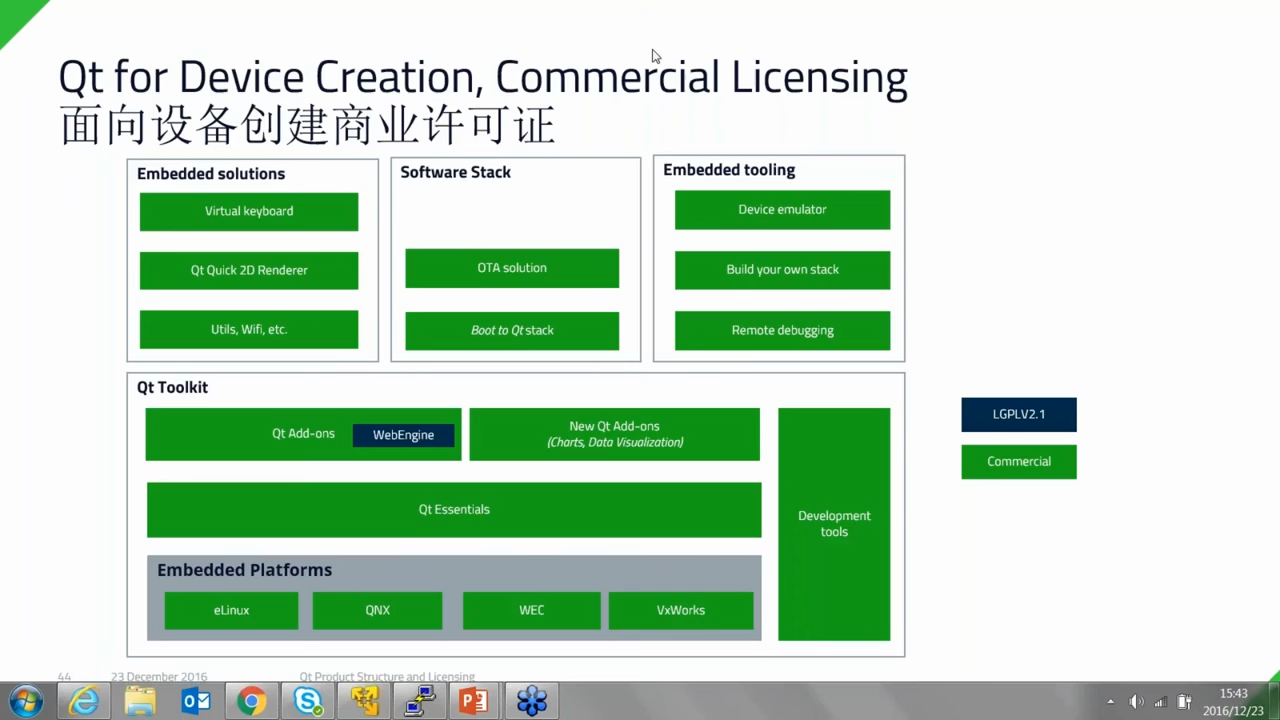 Qt for Device Creation, Commercial Licensing
面向设备创建商业许可证
Embedded solutions
Virtual keyboard
Qt Quick 2D Renderer
Utils, Wifi, etc.
Software Stack
OTA solution
Boot to Qt stack
Embedded tooling
Device emulator
Build your own stack
Remote debugging
Qt Toolkit
Qt Add-ons
WebEngine
New Qt Add-ons
(Charts, Data Visualization)
Qt Essentials
Development
tools
Embedded Platforms
eLinux
QNX
WEC
VxWorks
LGPLV2.1
Commercial
44
23 December 2016
Qt Product Structure and Licensing
15:43
2016/12/23